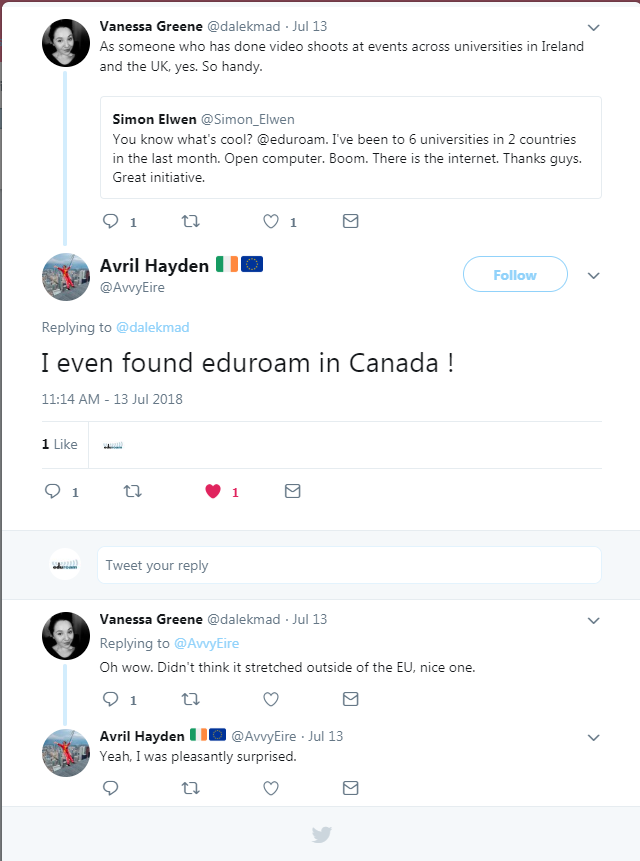 Vanessa Greene @dalekmad · Jul 13
As someone who has done video shoots at events across universities in Ireland
and the UK, yes. So handy.
Simon Elwen @Simon_Elwen
You know what's cool? @eduroam. I've been to 6 universities in 2 countries
in the last month. Open computer. Boom. There is the internet. Thanks guys.
Great initiative.
1 1
Avril Hayden
@AvvyEire
Follow
Replying to @dalekmad
I even found eduroam in Canada !
11:14 AM - 13 Jul 2018
1 Like
1 1
eduroam
Tweet your reply
Vanessa Greene @dalekmad · Jul 13
Replying to @AvvyEire
Oh wow. Didn't think it stretched outside of the EU, nice one.
1
Avril Hayden @AvvyEire · Jul 13
Yeah, I was pleasantly surprised.